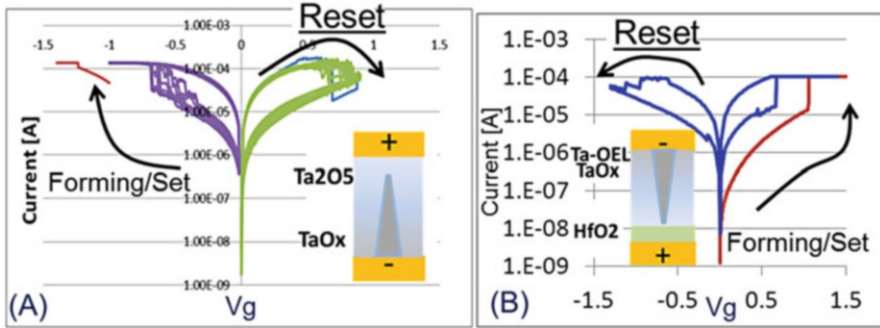 Reset
1.00E-03
-1.5
-1
-0.5
0
0.5
1
1.5
1.00E-04
1.00E-05
1.00E-06
1.00E-07
1.00E-08
1.00E-09
Current [A]
Forming/Set
+
Ta2O5
TaOx
-
(A)
Vg
Reset
1.E-03
1.E-04
1.E-05
1.E-06
1.E-07
1.E-08
1.E-09
Current [A]
-
Ta-OEL
TaOx
HfO2
+
Forming/Set
(B)
-1.5
-0.5
Vg
0.5
1.5